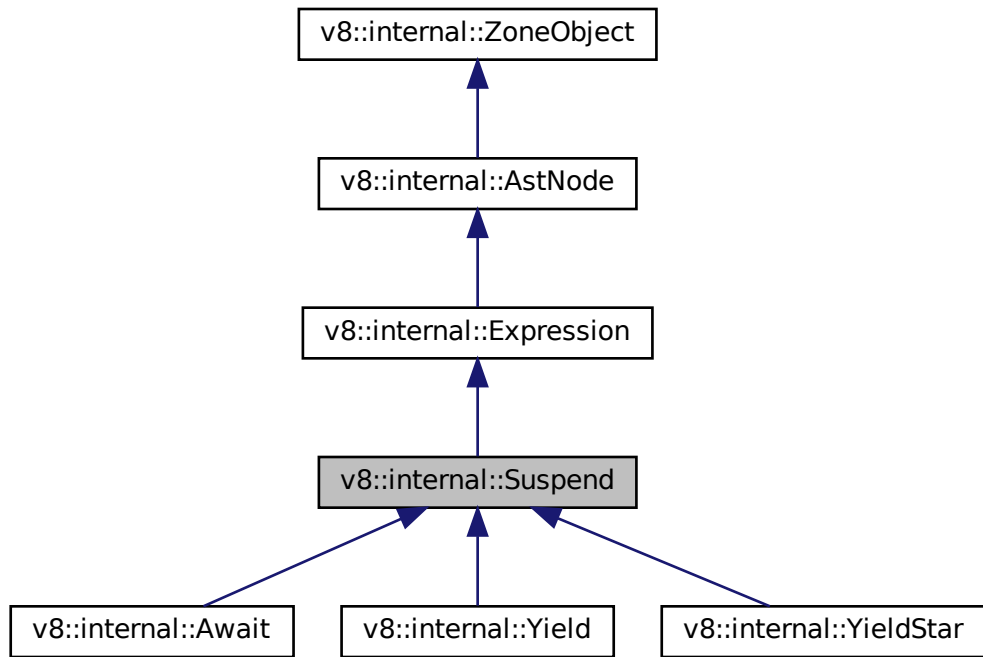 v8::internal::ZoneObject
v8::internal::AstNode
v8::internal::Expression
v8::internal::Suspend
v8::internal::Await
v8::internal::Yield
v8::internal::YieldStar